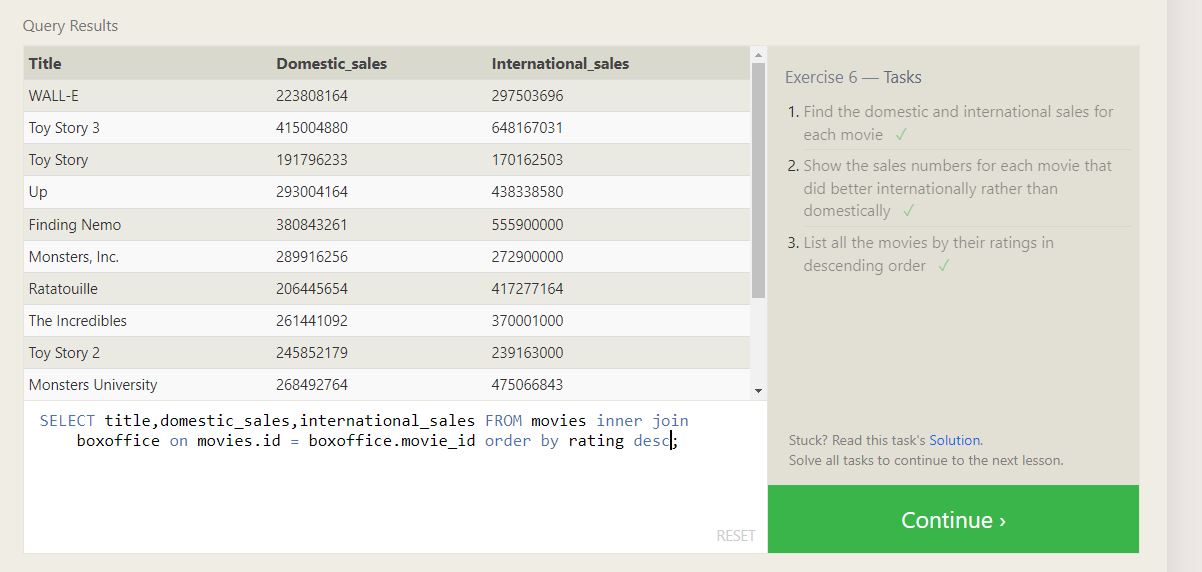 Query Results
Title Domestic_sales International_sales
WALL-E 223808164 297503696
Toy Story 3 415004880 648167031
Toy Story 191796233 170162503
Up 293004164 438338580
Finding Nemo 380843261 555900000
Monsters, Inc. 289916256 272900000
Ratatouille 206445654 417277164
The Incredibles 261441092 370001000
Toy Story 2 245852179 239163000
Monsters University 268492764 475066843
SELECT title,domestic_sales,international_sales FROM movies inner join
boxoffice on movies.id = boxoffice.movie_id order by rating desc;
RESET
Exercise 6 — Tasks
1. Find the domestic and international sales for
each movie ✓
2. Show the sales numbers for each movie that
did better internationally rather than
domestically ✓
3. List all the movies by their ratings in
descending order ✓
Stuck? Read this task's Solution.
Solve all tasks to continue to the next lesson.
Continue ›